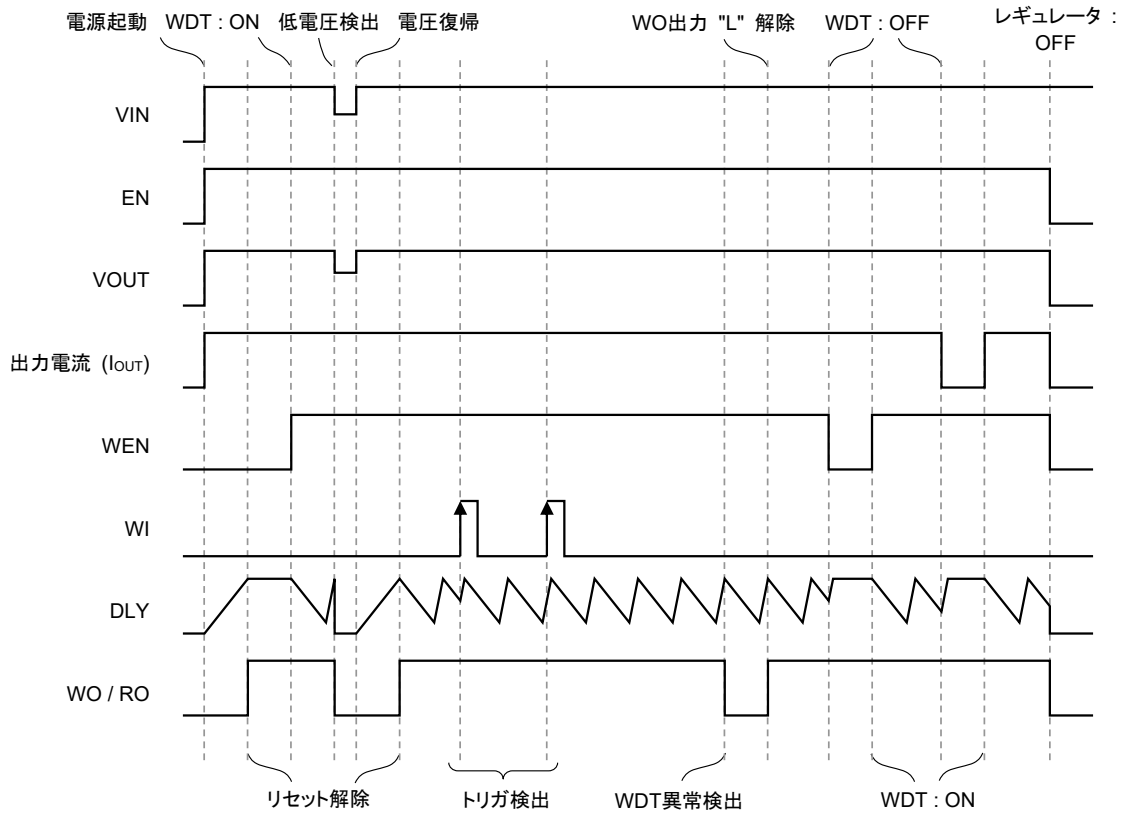 電源起動 WDT : ON 低電圧検出 電圧復帰 WO出力 "L" 解除 WDT : OFF レギュレータ :
OFF
VIN
EN
VOUT
出力電流 (IOUT)
WEN
WI
DLY
WO / RO
リセット解除 トリガ検出 WDT異常検出 WDT : ON